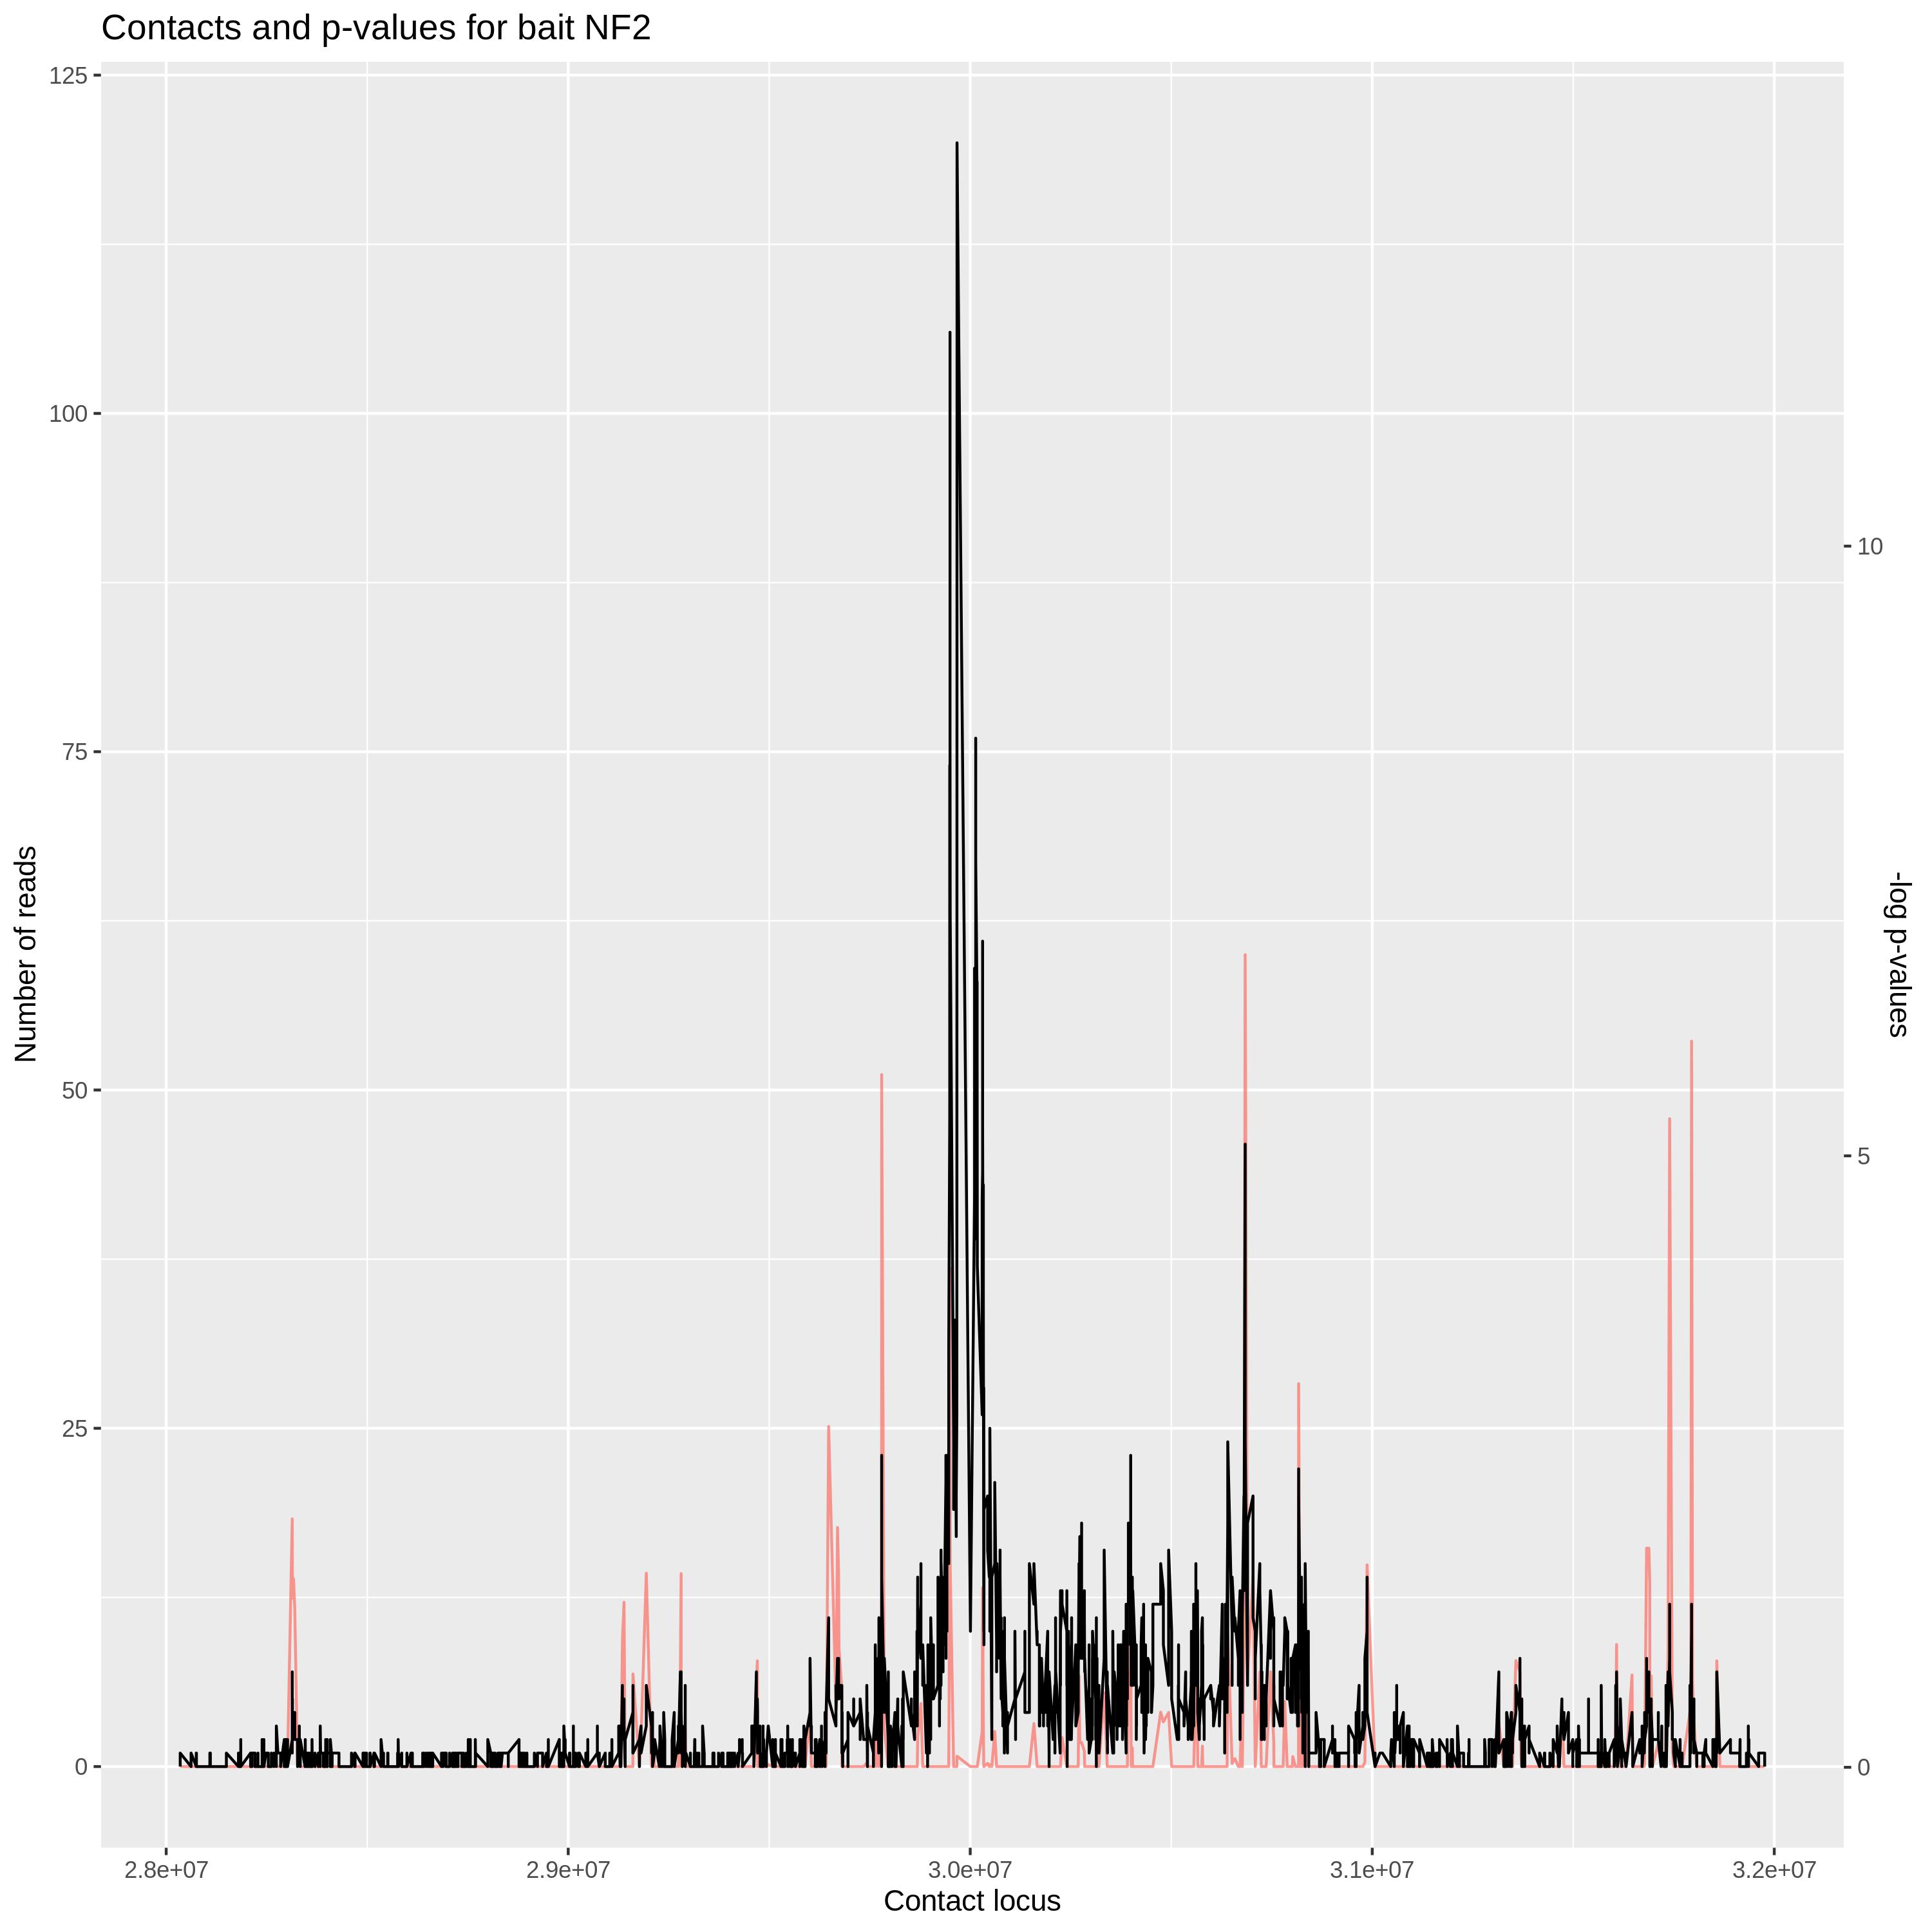 Contacts and p-values for bait NF2
125
100
75
50
25
0
Number of reads
10
5
0
-log p-values
2.8e+07 2.9e+07 3.0e+07 3.1e+07 3.2e+07
Contact locus